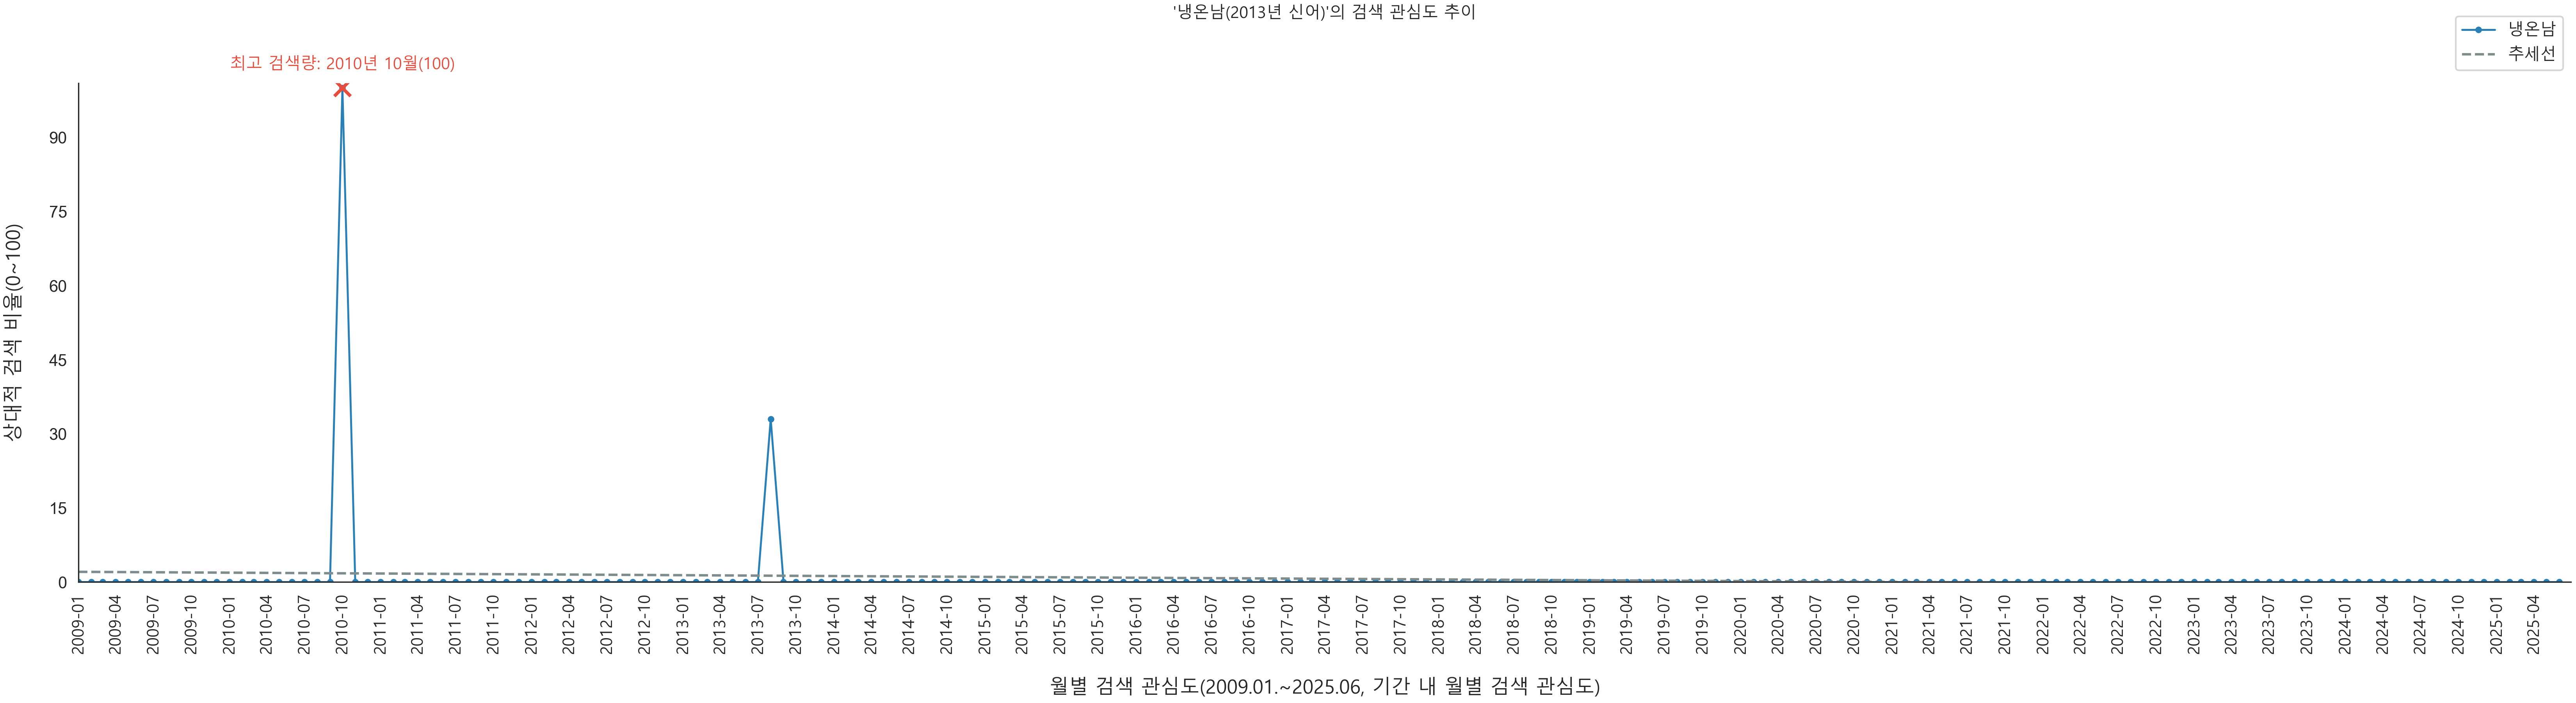 '냉온남(2013년 신어)'의 검색 관심도 추이
냉온남
추세선
최고 검색량: 2010년 10월(100)
상대적 검색 비율(0~100)
90
75
60
45
30
15
0
2009-01 2009-04 2009-07 2009-10 2010-01 2010-04 2010-07 2010-10 2011-01 2011-04 2011-07 2011-10 2012-01 2012-04 2012-07 2012-10 2013-01 2013-04 2013-07 2013-10 2014-01 2014-04 2014-07 2014-10 2015-01 2015-04 2015-07 2015-10 2016-01 2016-04 2016-07 2016-10 2017-01 2017-04 2017-07 2017-10 2018-01 2018-04 2018-07 2018-10 2019-01 2019-04 2019-07 2019-10 2020-01 2020-04 2020-07 2020-10 2021-01 2021-04 2021-07 2021-10 2022-01 2022-04 2022-07 2022-10 2023-01 2023-04 2023-07 2023-10 2024-01 2024-04 2024-07 2024-10 2025-01 2025-04
월별 검색 관심도(2009.01.~2025.06, 기간 내 월별 검색 관심도)